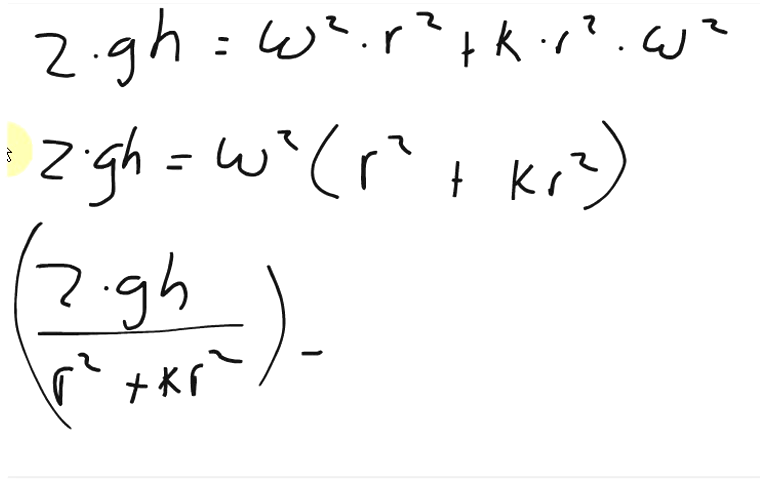 2·gh = ω²·r² + k·r²·ω²
2·gh = ω²(r² + kr²)
(2·gh / r² + kr²) -